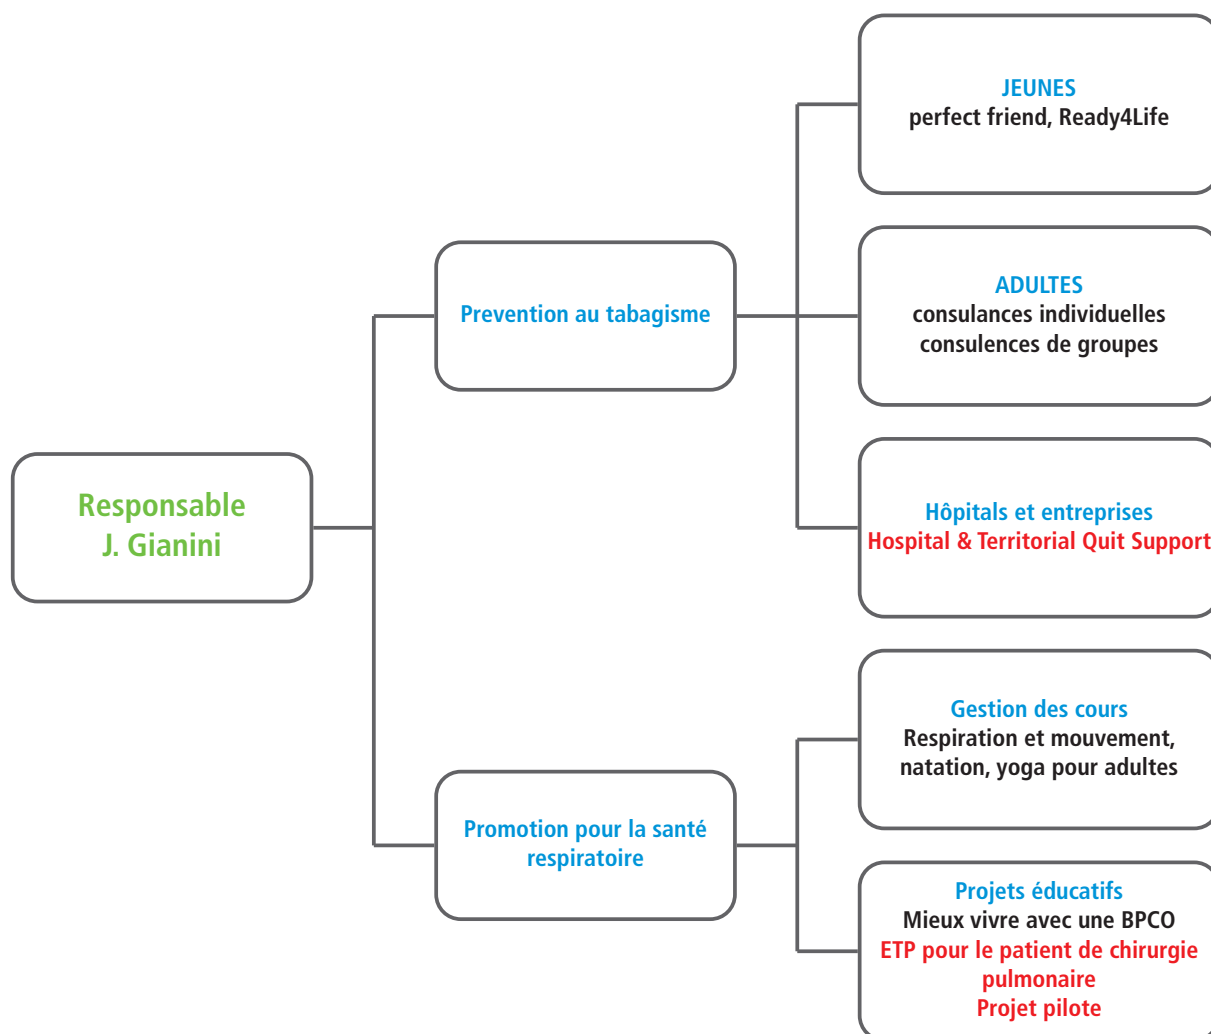 JEUNES
perfect friend, Ready4Life
ADULTES
consulances individuelles
consulences de groupes
Prevention au tabagisme
Hôpitals et entreprises
Hospital & Territorial Quit Support
Responsable
J. Gianini
Gestion des cours
Respiration et mouvement,
natation, yoga pour adultes
Promotion pour la santé
respiratoire
Projets éducatifs
Mieux vivre avec une BPCO
ETP pour le patient de chirurgie
pulmonaire
Projet pilote